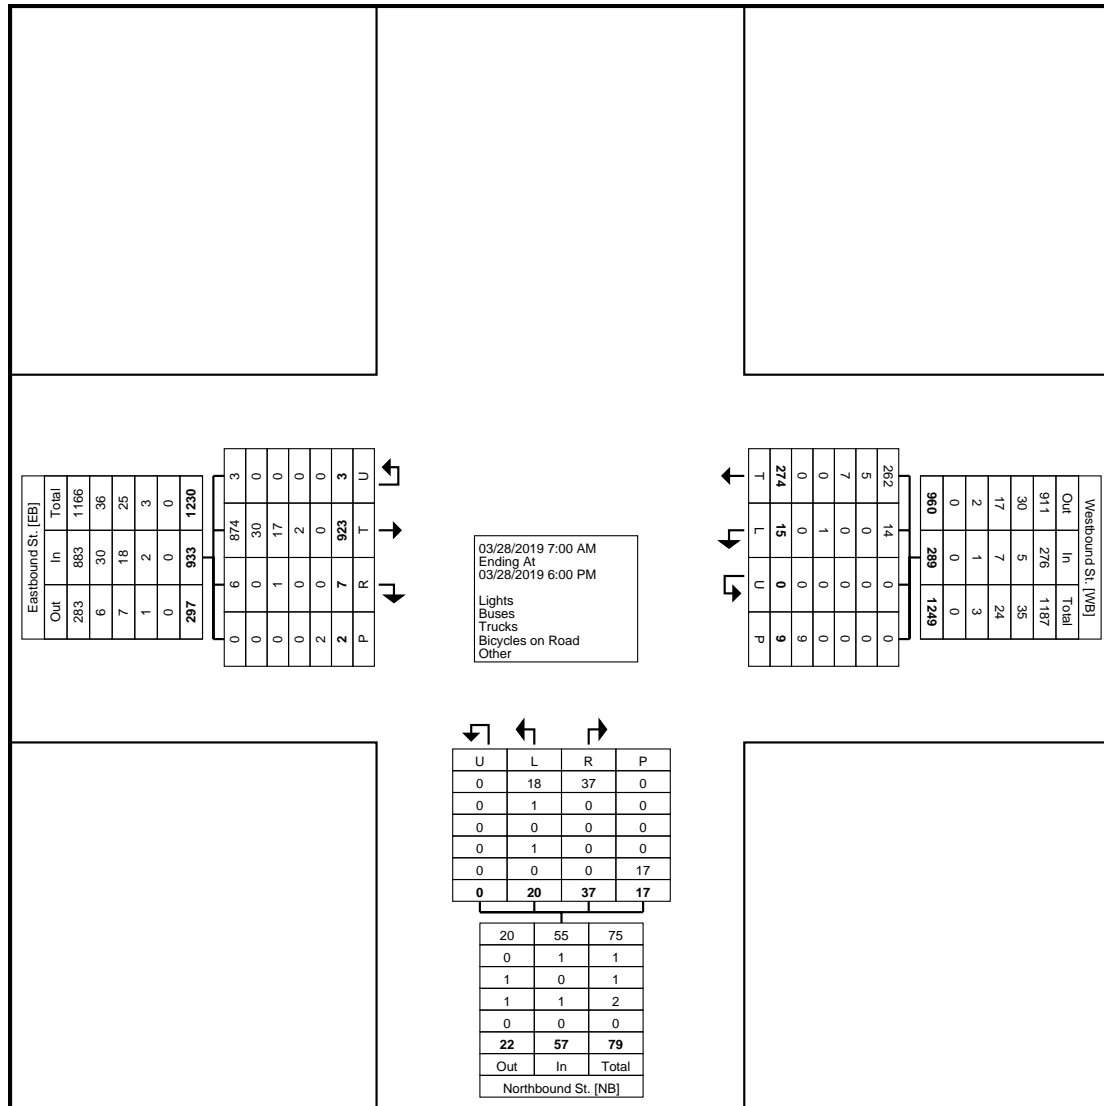 Eastbound St. [EB]
Out In Total
283 883 1166
6 30 36
7 18 25
1 2 3
0 0 0
297 933 1230
0 6 874 3
0 0 30 0
0 1 17 0
0 0 2 0
2 0 0 0
2 7 923 3
P R T U
03/28/2019 7:00 AM
Ending At
03/28/2019 6:00 PM
Lights
Buses
Trucks
Bicycles on Road
Other
Westbound St. [WB]
Out In Total
911 276 1187
30 5 35
17 7 24
2 1 3
0 0 0
960 289 1249
262 14 0 0
5 0 0 0
7 0 0 0
0 1 0 0
0 0 0 9
274 15 0 9
T L U P
U L R P
0 18 37 0
0 1 0 0
0 0 0 0
0 1 0 0
0 0 0 17
0 20 37 17
20 55 75
0 1 1
1 0 1
1 1 2
0 0 0
22 57 79
Out In Total
Northbound St. [NB]